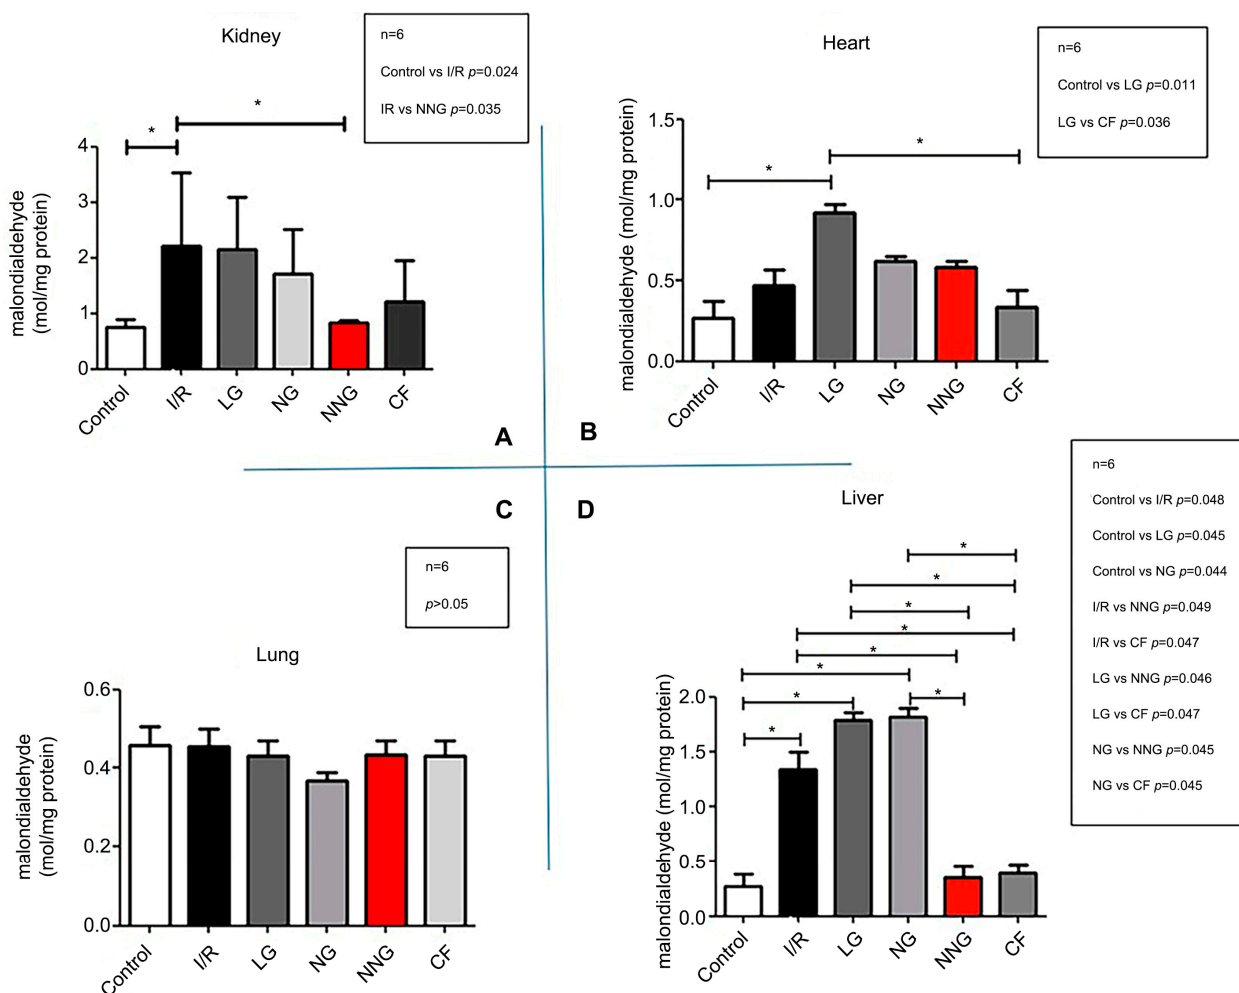 Kidney
n=6
Control vs I/R p=0.024
IR vs NNG p=0.035
*
*
malondialdehyde
(mol/mg protein)
4
3
2
1
0
Control
I/R
LG
NG
NNG
CF
A
Heart
n=6
Control vs LG p=0.011
LG vs CF p=0.036
*
*
malondialdehyde (mol/mg protein)
1.5
1.0
0.5
0.0
Control
I/R
LG
NG
NNG
CF
B
C
n=6
p>0.05
Lung
malondialdehyde
(mol/mg protein)
0.6
0.4
0.2
0.0
Control
I/R
LG
NG
NNG
CF
D
Liver
n=6
Control vs I/R p=0.048
Control vs LG p=0.045
Control vs NG p=0.044
I/R vs NNG p=0.049
I/R vs CF p=0.047
LG vs NNG p=0.046
LG vs CF p=0.047
NG vs NNG p=0.045
NG vs CF p=0.045
*
*
*
*
*
*
*
*
*
malondialdehyde (mol/mg protein)
2.0
1.5
1.0
0.5
0.0
Control
I/R
LG
NG
NNG
CF